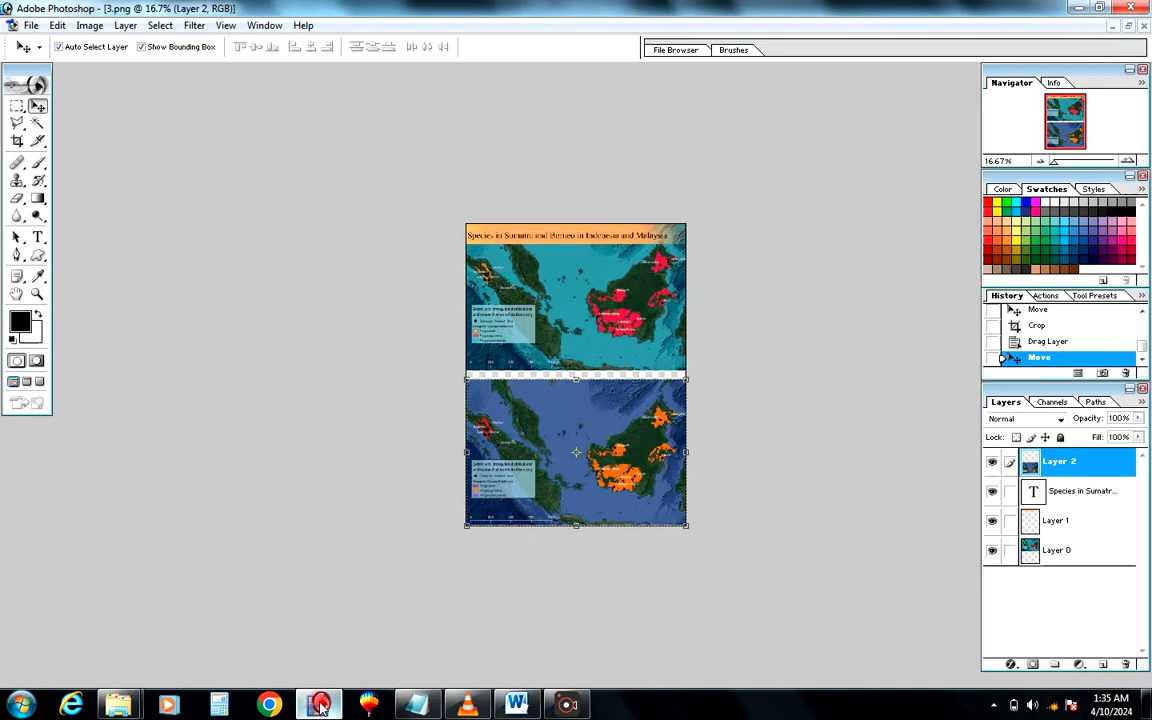 Adobe Photoshop - [3.png @ 16.7% (Layer 2, RGB)]
File Edit Image Layer Select Filter View Window Help
Auto Select Layer Show Bounding Box
File Browser Brushes
Navigator Info
16.67%
Color Swatches Styles
History Actions Tool Presets
Move
Crop
Drag Layer
Move
Layers Channels Paths
Normal Opacity: 100%
Lock: Fill: 100%
Layer 2
T Species in Sumatr...
Layer 1
Layer 0
Species in Sumatra and Borneo in Indonesia and Malaysia
1:35 AM
4/10/2024